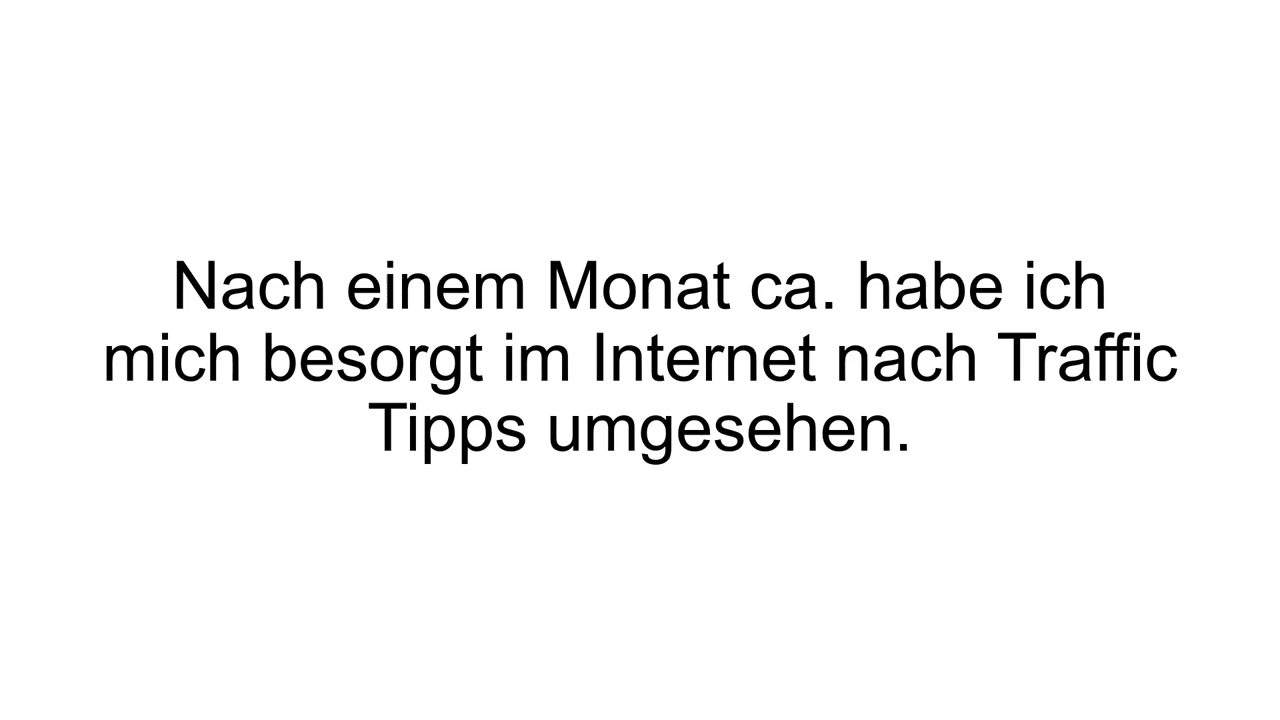 Nach einem Monat ca. habe ich
mich besorgt im Internet nach Traffic
Tipps umgesehen.